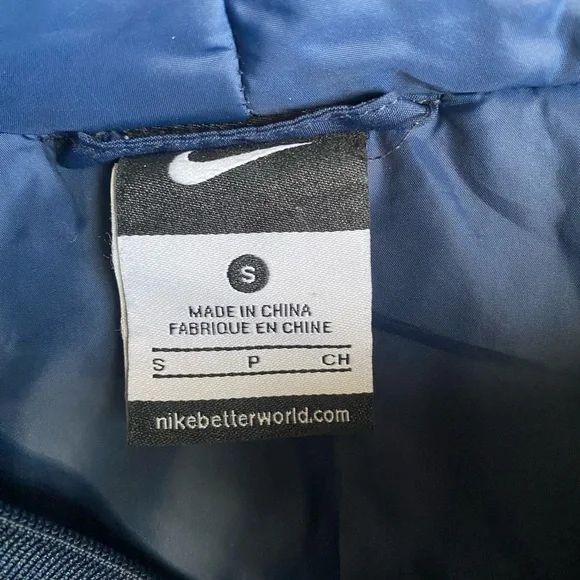 S
MADE IN CHINA
FABRIQUE EN CHINE
S P CH
nikebetterworld.com